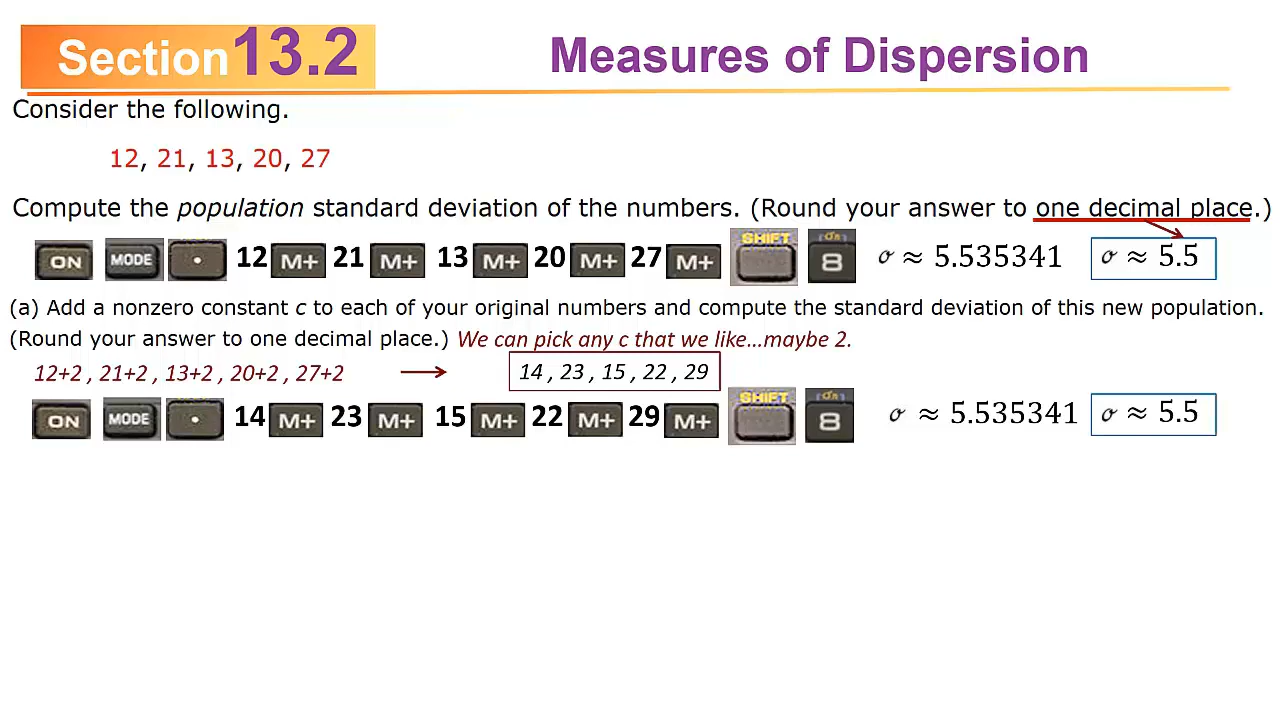 Section 13.2 Measures of Dispersion
Consider the following.
12, 21, 13, 20, 27
Compute the population standard deviation of the numbers. (Round your answer to one decimal place.)
ON MODE • 12 M+ 21 M+ 13 M+ 20 M+ 27 M+ SHIFT 8 σ ≈ 5.535341 σ ≈ 5.5
(a) Add a nonzero constant c to each of your original numbers and compute the standard deviation of this new population.
(Round your answer to one decimal place.) We can pick any c that we like...maybe 2.
12+2 , 21+2 , 13+2 , 20+2 , 27+2 → 14 , 23 , 15 , 22 , 29
ON MODE • 14 M+ 23 M+ 15 M+ 22 M+ 29 M+ SHIFT 8 σ ≈ 5.535341 σ ≈ 5.5